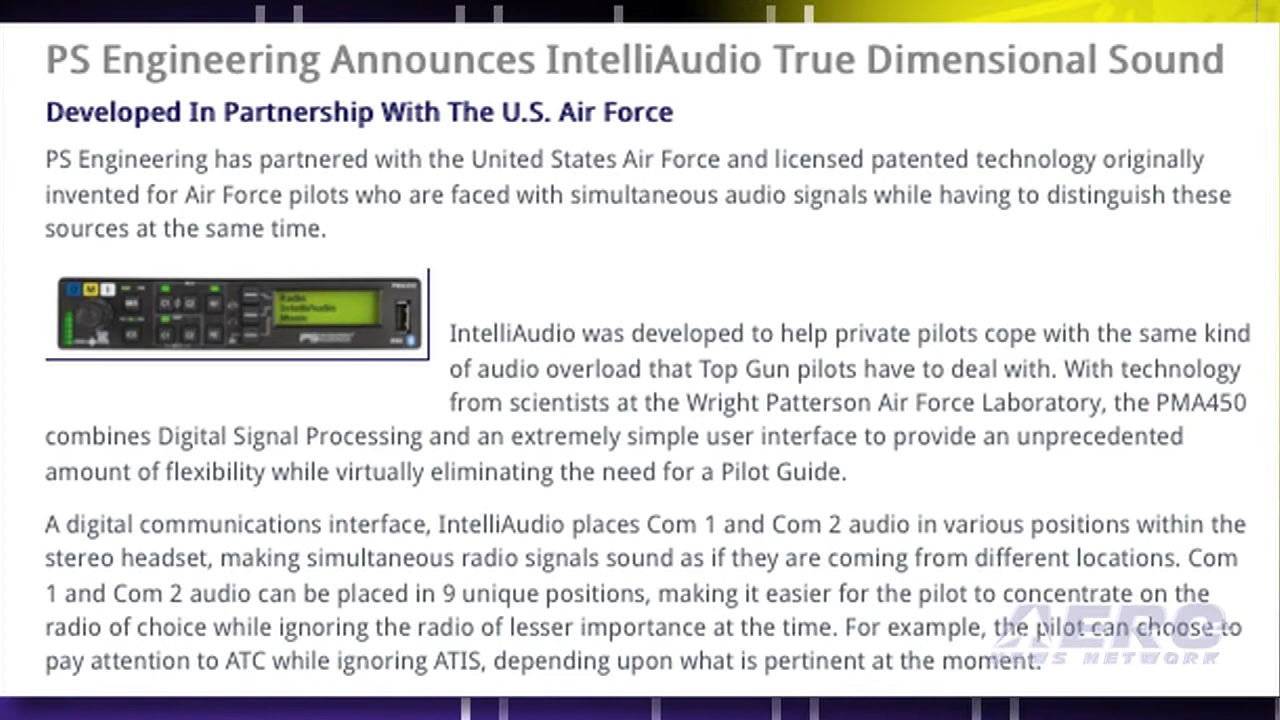 PS Engineering Announces IntelliAudio True Dimensional Sound
Developed In Partnership With The U.S. Air Force
PS Engineering has partnered with the United States Air Force and licensed patented technology originally
invented for Air Force pilots who are faced with simultaneous audio signals while having to distinguish these
sources at the same time.
Radio
IntelliAudio
Music
IntelliAudio was developed to help private pilots cope with the same kind
of audio overload that Top Gun pilots have to deal with. With technology
from scientists at the Wright Patterson Air Force Laboratory, the PMA450
combines Digital Signal Processing and an extremely simple user interface to provide an unprecedented
amount of flexibility while virtually eliminating the need for a Pilot Guide.
A digital communications interface, IntelliAudio places Com 1 and Com 2 audio in various positions within the
stereo headset, making simultaneous radio signals sound as if they are coming from different locations. Com
1 and Com 2 audio can be placed in 9 unique positions, making it easier for the pilot to concentrate on the
radio of choice while ignoring the radio of lesser importance at the time. For example, the pilot can choose to
pay attention to ATC while ignoring ATIS, depending upon what is pertinent at the moment.
AERO
NEWS NETWORK